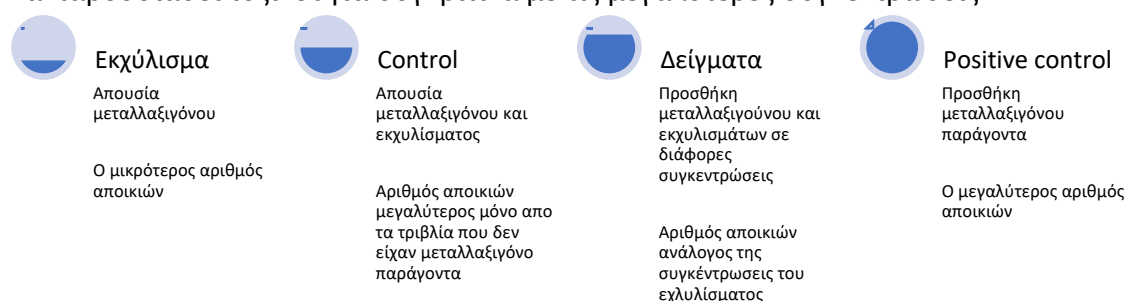 Εκχύλισμα
Απουσία
μεταλλαξιγόνου
Ο μικρότερος αριθμός
αποικιών
Control
Απουσία
μεταλλαξιγόνου και
εκχυλίσματος
Αριθμός αποικιών
μεγαλύτερος μόνο απο
τα τριβλία που δεν
είχαν μεταλλαξιγόνο
παράγοντα
Δείγματα
Προσθήκη
μεταλλαξιγούνου και
εκχυλισμάτων σε
διάφορες
συγκεντρώσεις
Αριθμός αποικιών
ανάλογος της
συγκέντρωσεις του
εχλυλίσματος
Positive control
Προσθήκη
μεταλλαξιγόνου
παράγοντα
Ο μεγαλύτερος αριθμός
αποικιών